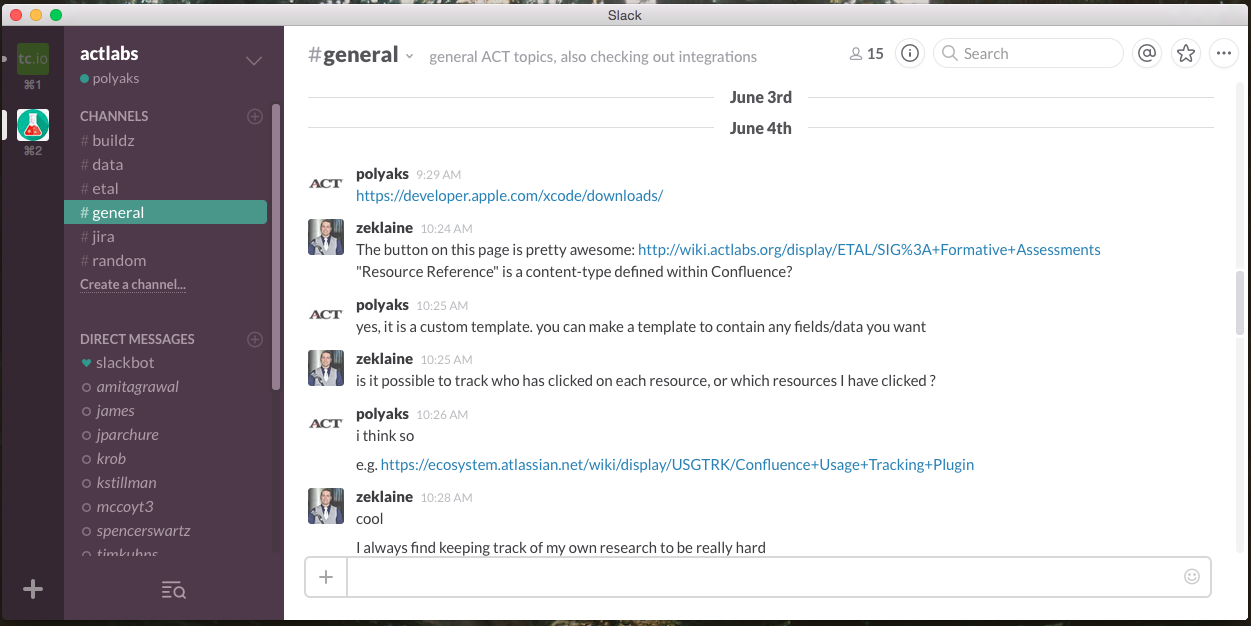 Slack
tc.io
⌘1
⌘2
actlabs
polyaks
CHANNELS
# buildz
# data
# etal
# general
# jira
# random
Create a channel...
DIRECT MESSAGES
slackbot
amitagrawal
james
jparchure
krob
kstillman
mccoyt3
spencerswartz
timkuhns
#general
general ACT topics, also checking out integrations
15
Search
June 3rd
June 4th
ACT
polyaks 9:29 AM
https://developer.apple.com/xcode/downloads/
zeklaine 10:24 AM
The button on this page is pretty awesome: http://wiki.actlabs.org/display/ETAL/SIG%3A+Formative+Assessments
"Resource Reference" is a content-type defined within Confluence?
ACT
polyaks 10:25 AM
yes, it is a custom template. you can make a template to contain any fields/data you want
zeklaine 10:25 AM
is it possible to track who has clicked on each resource, or which resources I have clicked ?
ACT
polyaks 10:26 AM
i think so
e.g. https://ecosystem.atlassian.net/wiki/display/USGTRK/Confluence+Usage+Tracking+Plugin
zeklaine 10:28 AM
cool
I always find keeping track of my own research to be really hard